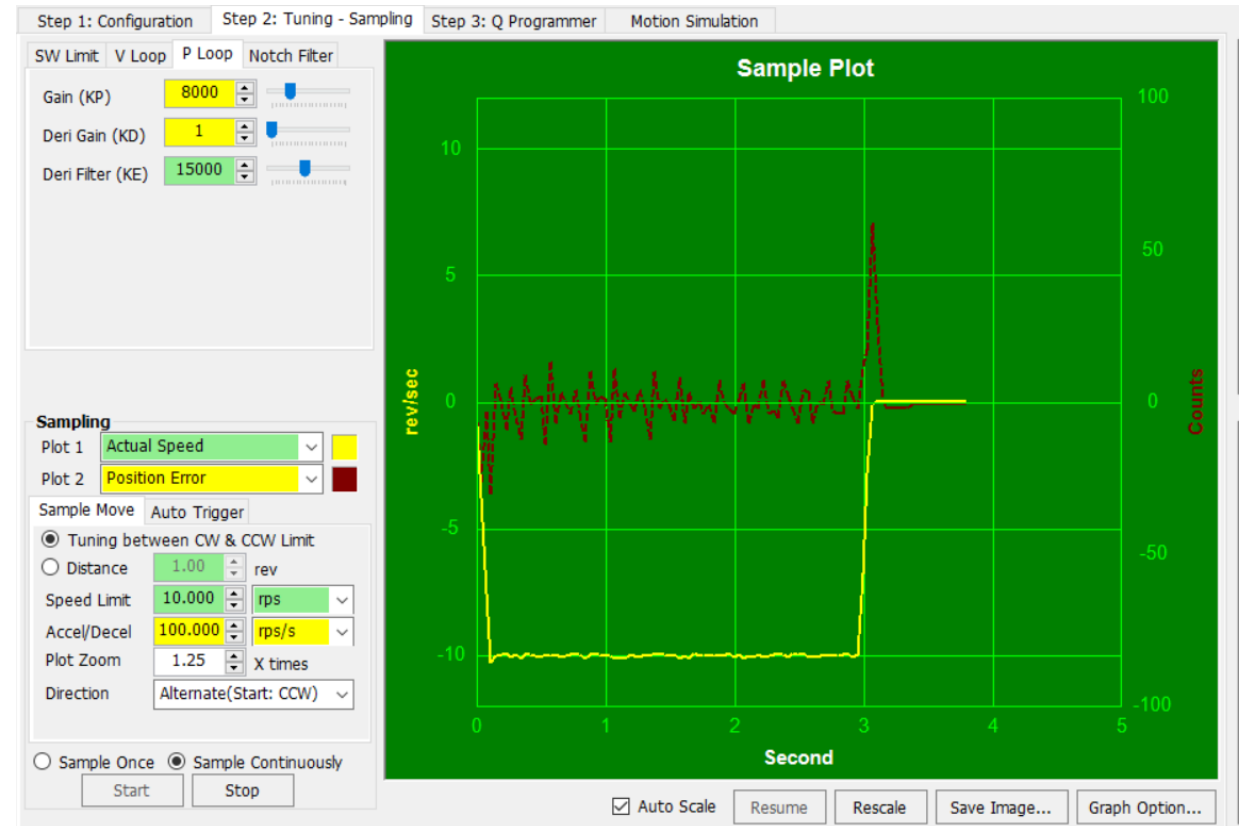 Step 1: Configuration Step 2: Tuning - Sampling Step 3: Q Programmer Motion Simulation
SW Limit V Loop P Loop Notch Filter
Gain (KP) 8000
Deri Gain (KD) 1
Deri Filter (KE) 15000
Sampling
Plot 1 Actual Speed
Plot 2 Position Error
Sample Move Auto Trigger
Tuning between CW & CCW Limit
Distance 1.00 rev
Speed Limit 10.000 rps
Accel/Decel 100.000 rps/s
Plot Zoom 1.25 X times
Direction Alternate(Start: CCW)
Sample Once Sample Continuously
Start Stop
Sample Plot
100
10
50
5
rev/sec
0
0
Counts
-5
-50
-10
-100
0 1 2 3 4 5
Second
Auto Scale Resume Rescale Save Image... Graph Option...